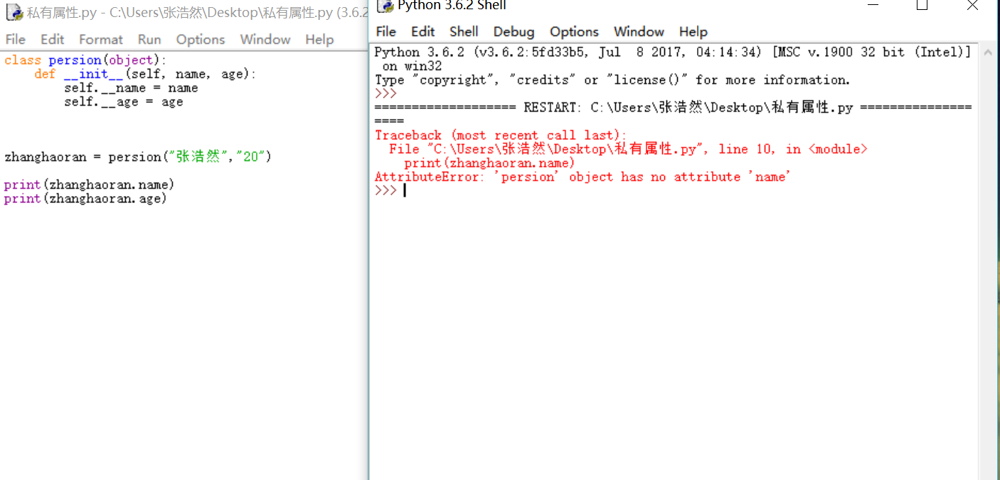 私有属性.py - C:\Users\张浩然\Desktop\私有属性.py (3.6.2
File Edit Format Run Options Window Help
class persion(object):
    def __init__(self, name, age):
        self.__name = name
        self.__age = age
zhanghaoran = persion("张浩然","20")
print(zhanghaoran.name)
print(zhanghaoran.age)
Python 3.6.2 Shell
File Edit Shell Debug Options Window Help
Python 3.6.2 (v3.6.2:5fd33b5, Jul  8 2017, 04:14:34) [MSC v.1900 32 bit (Intel)]
 on win32
Type "copyright", "credits" or "license()" for more information.
>>>
=================== RESTART: C:\Users\张浩然\Desktop\私有属性.py ===============
====
Traceback (most recent call last):
  File "C:\Users\张浩然\Desktop\私有属性.py", line 10, in <module>
    print(zhanghaoran.name)
AttributeError: 'persion' object has no attribute 'name'
>>>